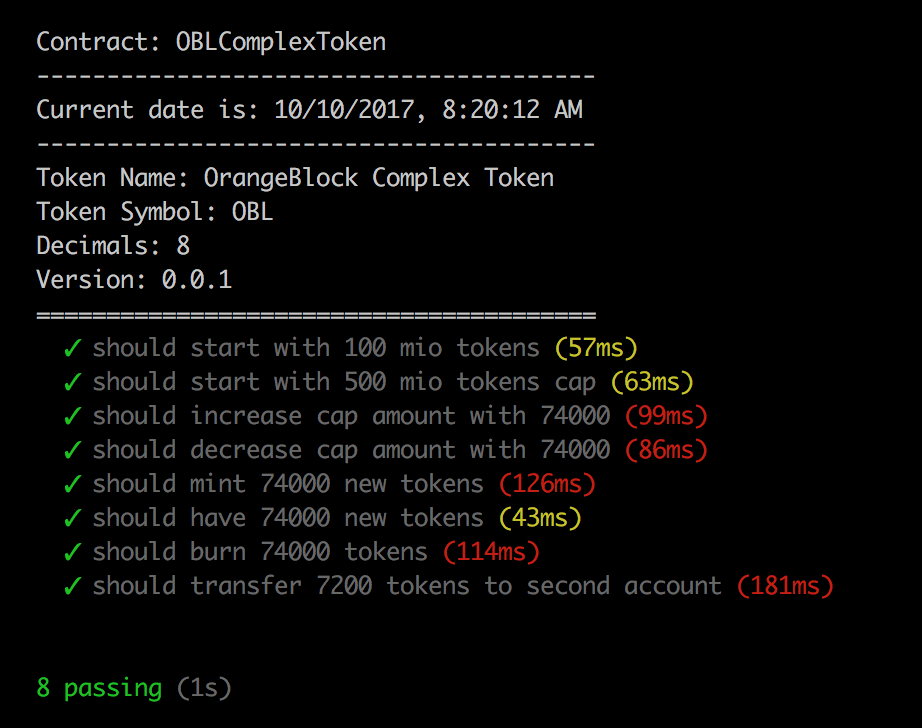 Contract: OBLComplexToken
----------------------------------------
Current date is: 10/10/2017, 8:20:12 AM
----------------------------------------
Token Name: OrangeBlock Complex Token
Token Symbol: OBL
Decimals: 8
Version: 0.0.1
========================================
✓ should start with 100 mio tokens (57ms)
✓ should start with 500 mio tokens cap (63ms)
✓ should increase cap amount with 74000 (99ms)
✓ should decrease cap amount with 74000 (86ms)
✓ should mint 74000 new tokens (126ms)
✓ should have 74000 new tokens (43ms)
✓ should burn 74000 tokens (114ms)
✓ should transfer 7200 tokens to second account (181ms)
8 passing (1s)